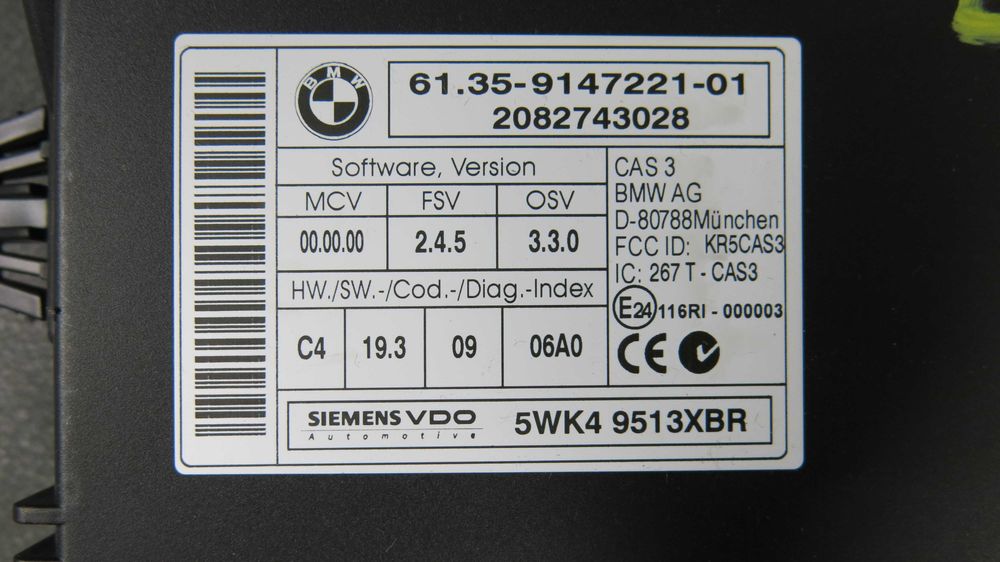 BMW
61.35-9147221-01
2082743028
Software, Version
MCV FSV OSV
00.00.00 2.4.5 3.3.0
HW./SW.-/Cod.-/Diag.-Index
C4 19.3 09 06A0
CAS 3
BMW AG
D-80788München
FCC ID: KR5CAS3
IC: 267 T - CAS3
E24 116RI - 000003
CE
SIEMENS VDO
Automotive
5WK4 9513XBR